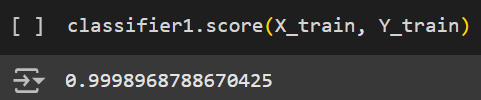 [ ] classifier1.score(X_train, Y_train)
0.9998968788670425